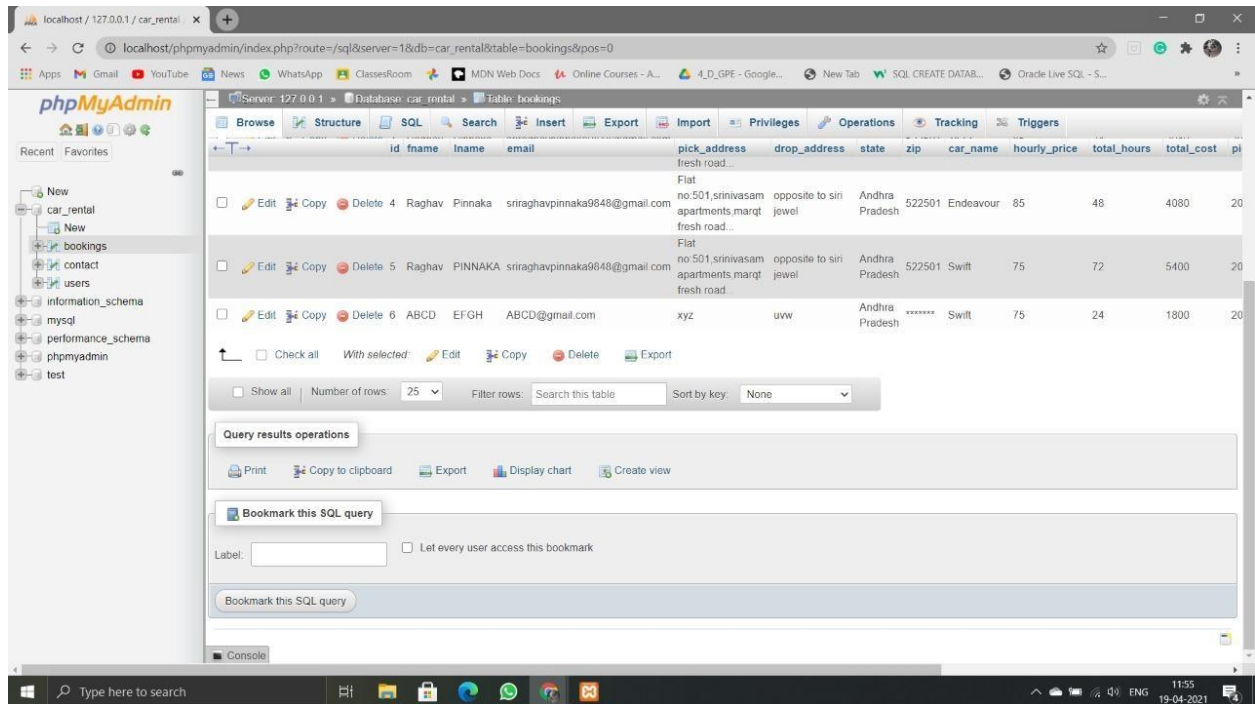 localhost / 127.0.0.1 / car_rental
localhost/phpmyadmin/index.php?route=/sql&server=1&db=car_rental&table=bookings&pos=0
Apps Gmail YouTube News WhatsApp ClassesRoom MDN Web Docs Online Courses - A... 4_D_GPE - Google... New Tab SQL CREATE DATAB... Oracle Live SQL - S...
phpMyAdmin
Recent Favorites
New
car_rental
New
bookings
contact
users
information_schema
mysql
performance_schema
phpmyadmin
test
Server: 127.0.0.1 » Database: car_rental » Table: bookings
Browse Structure SQL Search Insert Export Import Privileges Operations Tracking Triggers
id fname lname email pick_address drop_address state zip car_name hourly_price total_hours total_cost pi
fresh road...
Edit Copy Delete 4 Raghav Pinnaka sriraghavpinnaka9848@gmail.com Flat no:501,srinivasam apartments,marqt fresh road... opposite to siri jewel Andhra Pradesh 522501 Endeavour 85 48 4080 20
Edit Copy Delete 5 Raghav PINNAKA sriraghavpinnaka9848@gmail.com Flat no:501,srinivasam apartments,marqt fresh road... opposite to siri jewel Andhra Pradesh 522501 Swift 75 72 5400 20
Edit Copy Delete 6 ABCD EFGH ABCD@gmail.com xyz uvw Andhra Pradesh ******* Swift 75 24 1800 20
Check all With selected: Edit Copy Delete Export
Show all Number of rows: 25 Filter rows: Search this table Sort by key: None
Query results operations
Print Copy to clipboard Export Display chart Create view
Bookmark this SQL query
Label: Let every user access this bookmark
Bookmark this SQL query
Console
Type here to search
ENG
11:55
19-04-2021